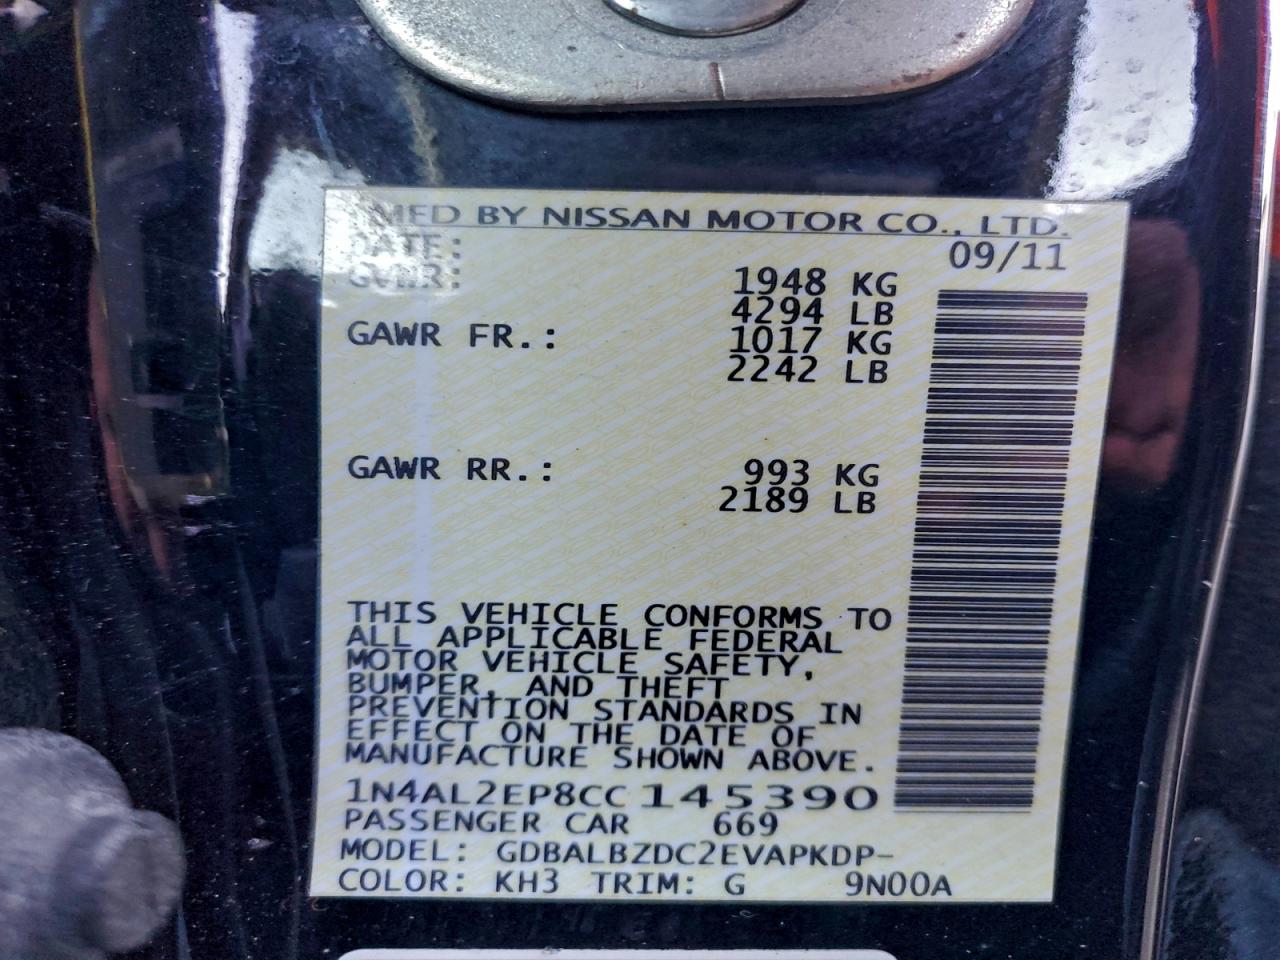 MFD BY NISSAN MOTOR CO., LTD.
DATE: 09/11
GVWR: 1948 KG
4294 LB
GAWR FR.: 1017 KG
2242 LB
GAWR RR.: 993 KG
2189 LB
THIS VEHICLE CONFORMS TO
ALL APPLICABLE FEDERAL
MOTOR VEHICLE SAFETY,
BUMPER, AND THEFT
PREVENTION STANDARDS IN
EFFECT ON THE DATE OF
MANUFACTURE SHOWN ABOVE.
1N4AL2EP8CC145390
PASSENGER CAR 669
MODEL: GDBALBZDC2EVAPKDP-
COLOR: KH3 TRIM: G 9N00A